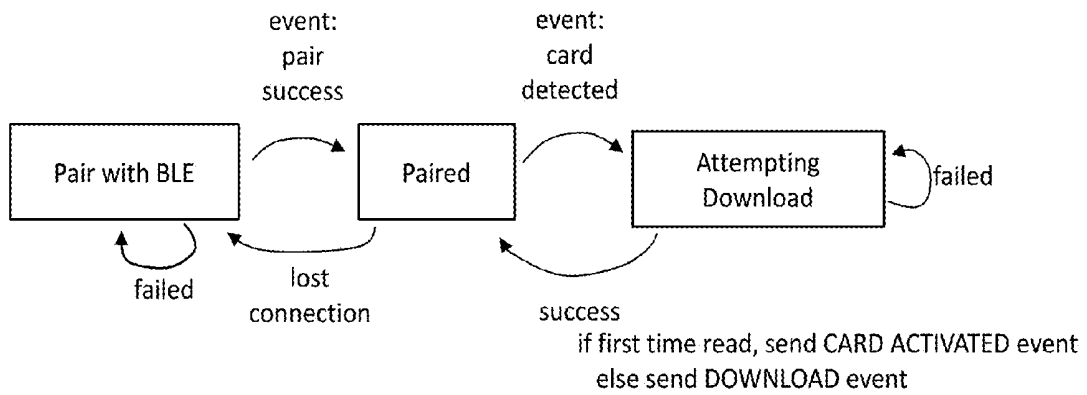 event:
pair
success
event:
card
detected
Pair with BLE
Paired
Attempting
Download
failed
failed
lost
connection
success
if first time read, send CARD ACTIVATED event
else send DOWNLOAD event